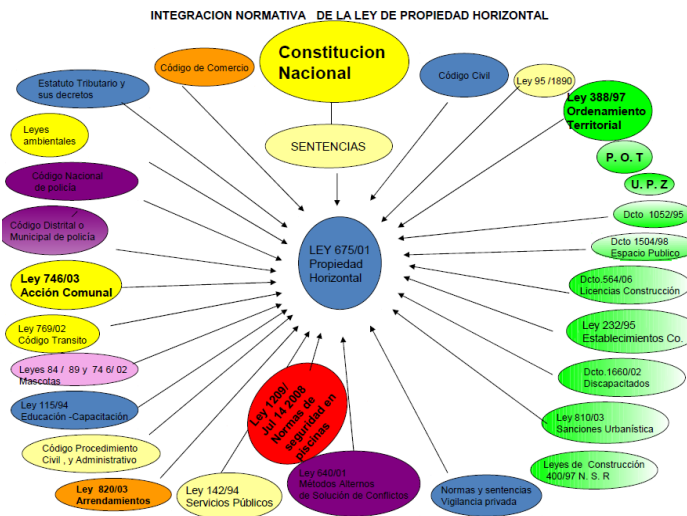 INTEGRACION NORMATIVA DE LA LEY DE PROPIEDAD HORIZONTAL
Constitucion
Nacional
SENTENCIAS
LEY 675/01
Propiedad
Horizontal
Código de Comercio
Estatuto Tributario y
sus decretos
Leyes
ambientales
Código Nacional
de policía
Código Distrital o
Municipal de policía
Ley 746/03
Acción Comunal
Ley 769/02
Código Transito
Leyes 84 / 89 y 74 6/ 02
Mascotas
Ley 115/94
Educación -Capacitación
Código Procedimiento
Civil , y Administrativo
Ley 820/03
Arrendamientos
Ley 142/94
Servicios Públicos
Ley 1209/
Jul 14 2008
Normas de
seguridad en
piscinas
Ley 640/01
Métodos Alternos
de Solución de Conflictos
Normas y sentencias
Vigilancia privada
Código Civil
Ley 95 /1890
Ley 388/97
Ordenamiento
Territorial
P. O. T
U. P. Z
Dcto 1052/95
Dcto 1504/98
Espacio Publico
Dcto.564/06
Licencias Construcción
Ley 232/95
Establecimientos Co.
Dcto.1660/02
Discapacitados
Ley 810/03
Sanciones Urbanística
Leyes de Construcción
400/97 N. S. R